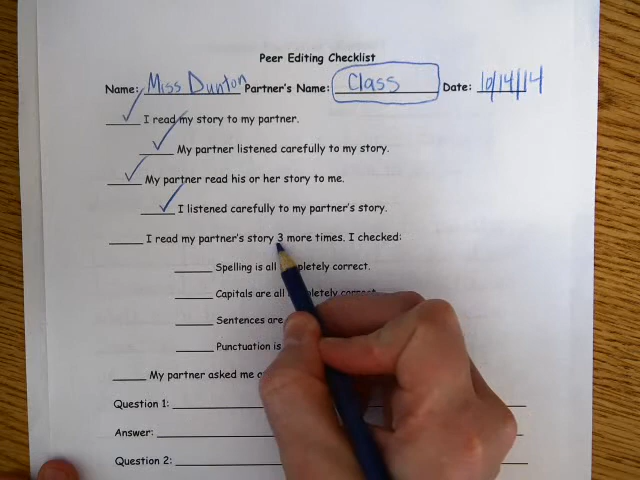 Peer Editing Checklist
Name: Miss Dunton Partner's Name: Class Date: 10/14/14
I read my story to my partner.
My partner listened carefully to my story.
My partner read his or her story to me.
I listened carefully to my partner's story.
I read my partner's story 3 more times. I checked:
Spelling is all correct.
Capitals are all
Sentences are
Punctuation is
My partner asked me
Question 1:
Answer:
Question 2: